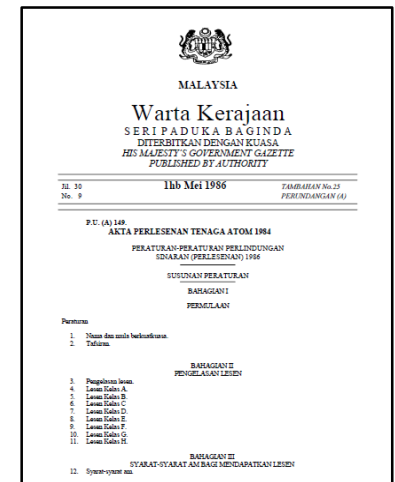 MALAYSIA
Warta Kerajaan
SERI PADUKA BAGINDA
DITERBITKAN DENGAN KUASA
HIS MAJESTY'S GOVERNMENT GAZETTE
PUBLISHED BY AUTHORITY
Jil. 30 1hb Mei 1986 TAMBAHAN No.25
No. 9 PERUNDANGAN (A)
P.U. (A) 149.
AKTA PERLESENAN TENAGA ATOM 1984
PERATURAN-PERATURAN PERLINDUNGAN
SINARAN (PERLESENAN) 1986
SUSUNAN PERATURAN
BAHAGIAN I
PERMULAAN
Peraturan
1. Nama dan mula berkuatkuasa.
2. Tafsiran.
BAHAGIAN II
PENGELASAN LESEN
3. Pengelasan lesen.
4. Lesen Kelas A.
5. Lesen Kelas B.
6. Lesen Kelas C
7. Lesen Kelas D.
8. Lesen Kelas E.
9. Lesen Kelas F.
10. Lesen Kelas G.
11. Lesen Kelas H.
BAHAGIAN III
SYARAT-SYARAT AM BAGI MENDAPATKAN LESEN
12. Syarat-syarat am.